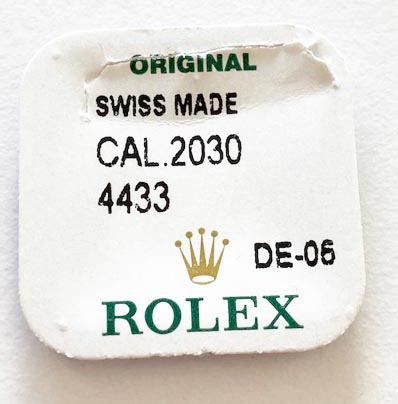 ORIGINAL
SWISS MADE
CAL.2030
4433
DE-06
ROLEX